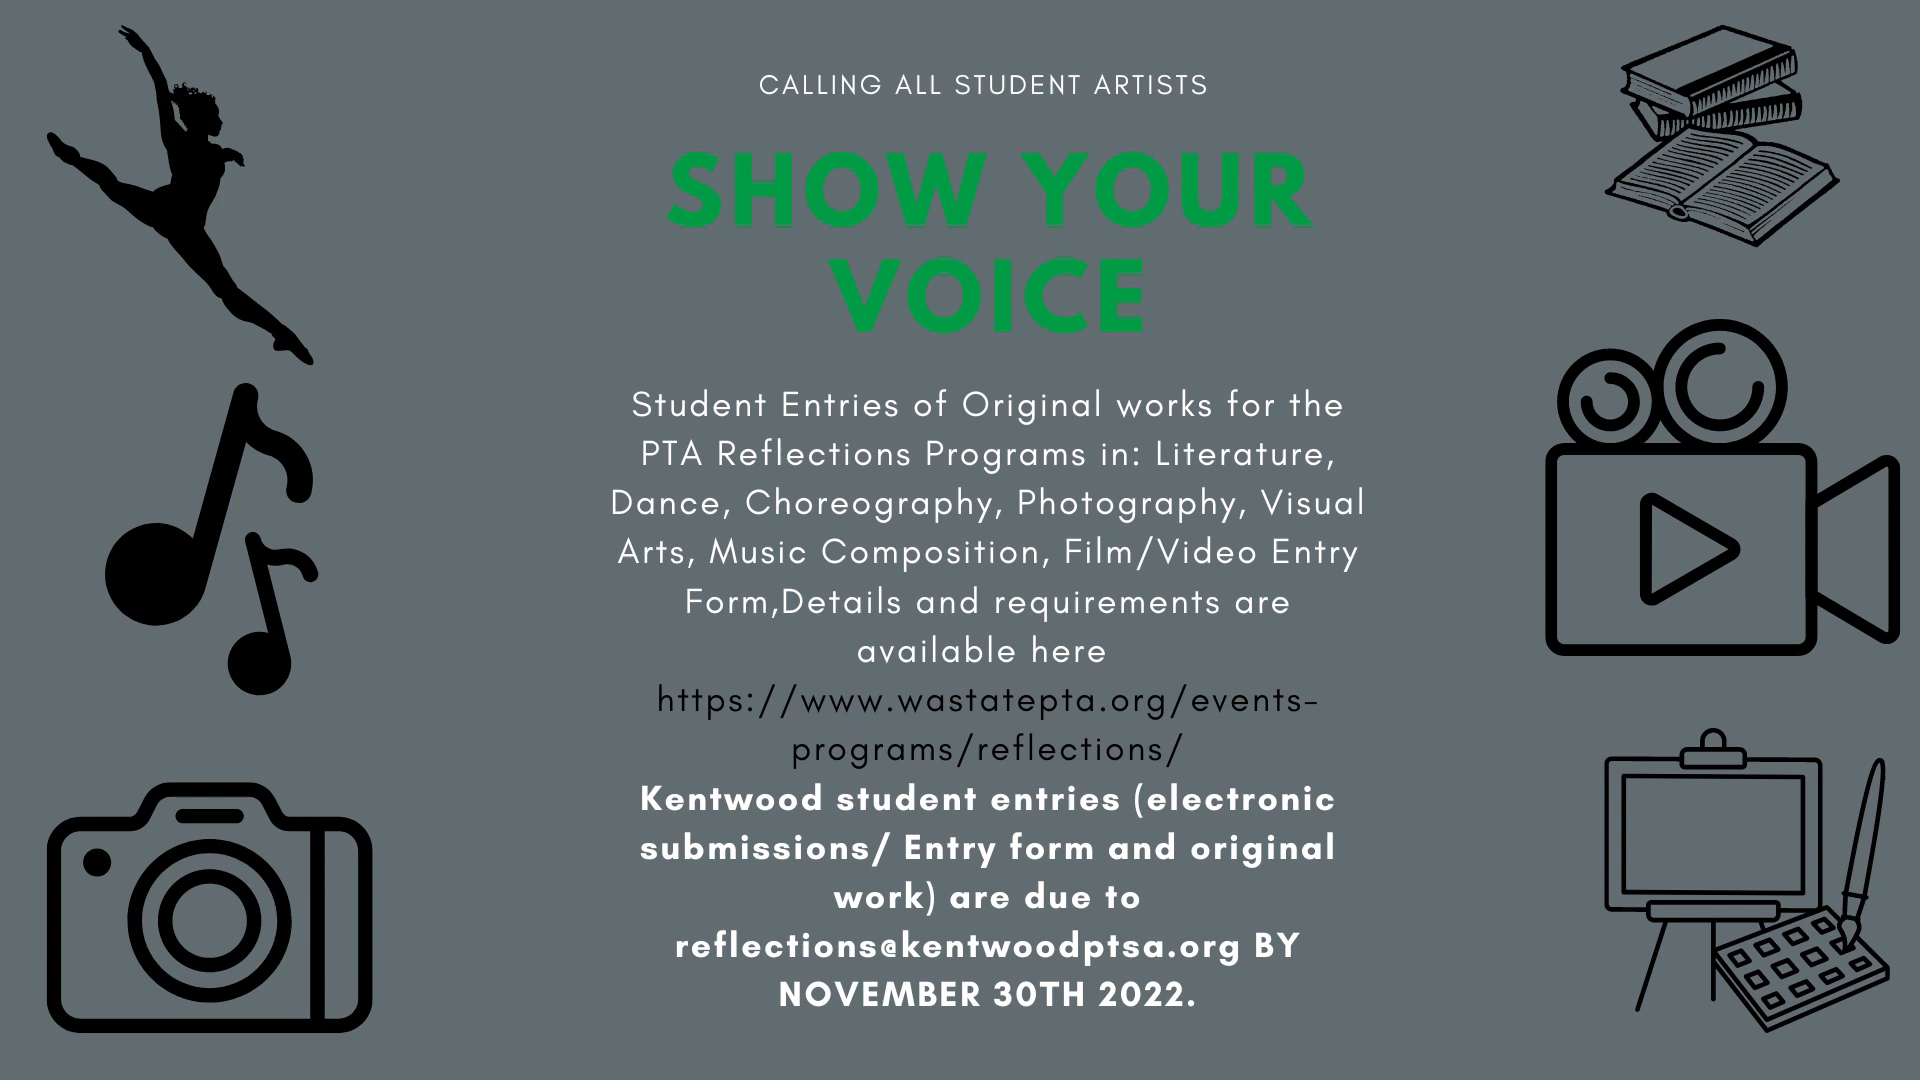 CALLING ALL STUDENT ARTISTS
SHOW YOUR
VOICE
Student Entries of Original works for the
PTA Reflections Programs in: Literature,
Dance, Choreography, Photography, Visual
Arts, Music Composition, Film/Video Entry
Form,Details and requirements are
available here
https://www.wastatepta.org/events-
programs/reflections/
Kentwood student entries (electronic
submissions/ Entry form and original
work) are due to
reflections@kentwoodptsa.org BY
NOVEMBER 30TH 2022.